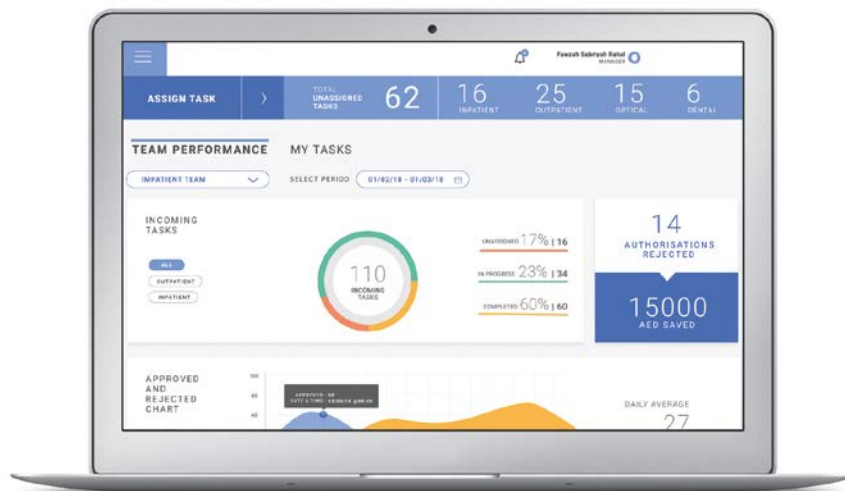 Fawzah Sabriyah Rahal
MANAGER
ASSIGN TASK
TOTAL
UNASSIGNED
TASKS
62
16
INPATIENT
25
OUTPATIENT
15
OPTICAL
6
DENTAL
TEAM PERFORMANCE
MY TASKS
INPATIENT TEAM
SELECT PERIOD
01/02/18 - 01/03/18
INCOMING
TASKS
ALL
OUTPATIENT
INPATIENT
110
INCOMING
TASKS
UNASSIGNED 17% | 16
IN PROGRESS 23% | 34
COMPLETED 60% | 60
14
AUTHORISATIONS
REJECTED
15000
AED SAVED
APPROVED
AND
REJECTED
CHART
100
APPROVED :
DATE & TIME :
DAILY AVERAGE
27